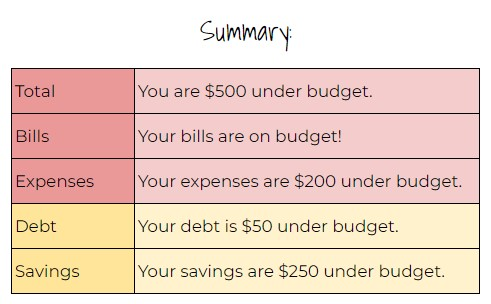 Summary:
Total You are $500 under budget.
Bills Your bills are on budget!
Expenses Your expenses are $200 under budget.
Debt Your debt is $50 under budget.
Savings Your savings are $250 under budget.